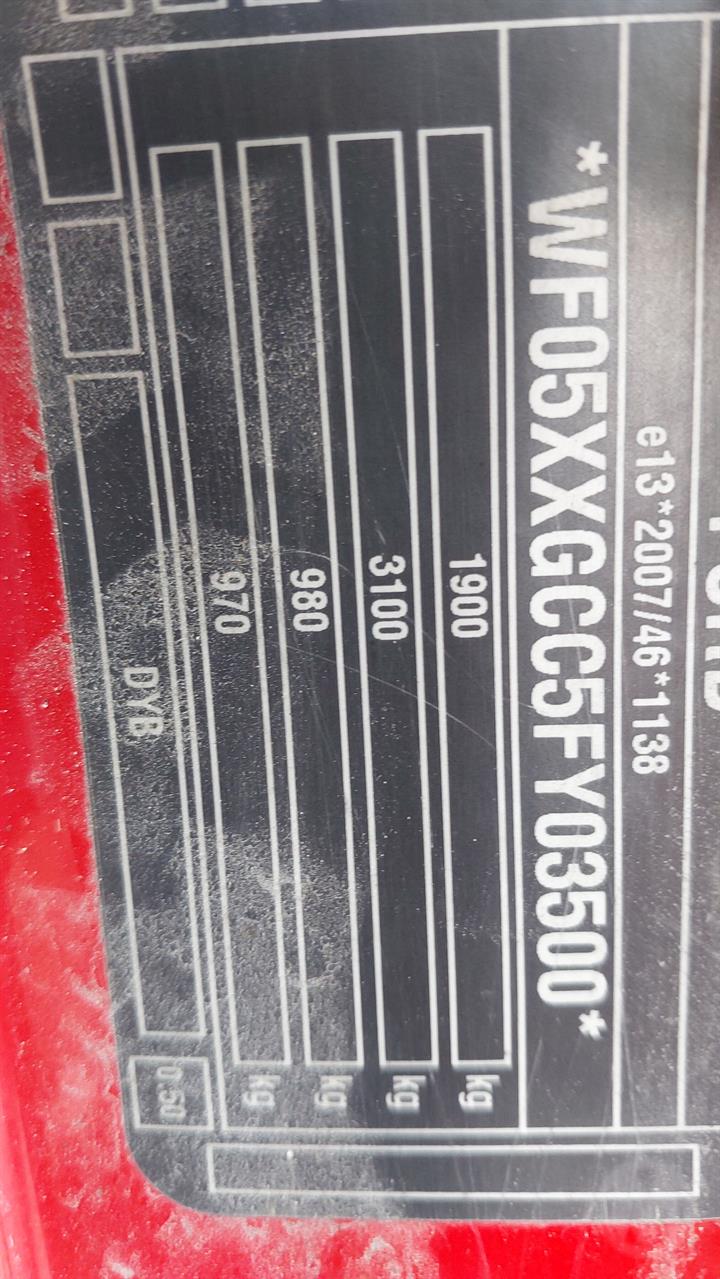 e13*2007/46*1138
*WF05XXGCC5FY03500*
1900 kg
3100 kg
980 kg
970 kg
DYB 0.50